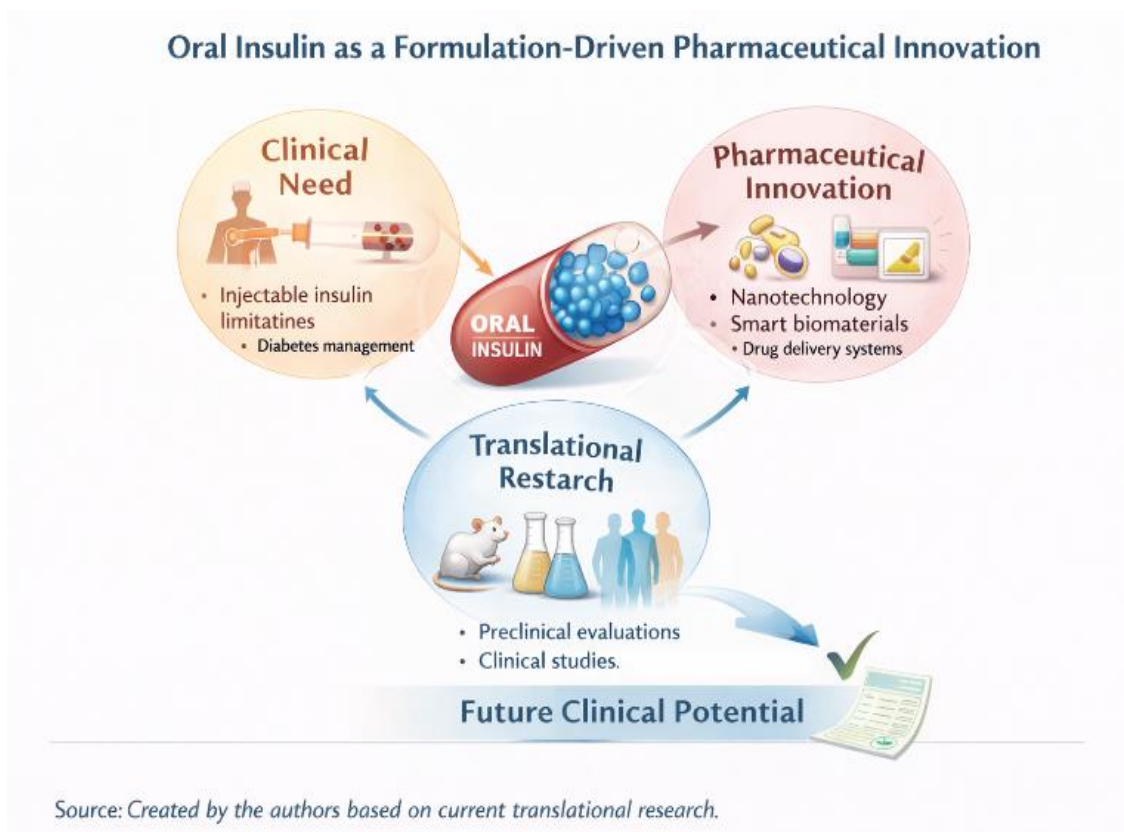 Oral Insulin as a Formulation-Driven Pharmaceutical Innovation
Clinical
Need
• Injectable insulin
limitatines
• Diabetes management
ORAL
INSULIN
Pharmaceutical
Innovation
• Nanotechnology
• Smart biomaterials
• Drug delivery systems
Translational
Restarch
• Preclinical evaluations
• Clinical studies.
Future Clinical Potential
Source: Created by the authors based on current translational research.